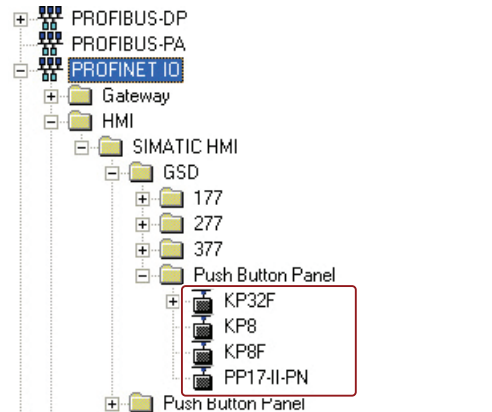 PROFIBUS-DP
PROFIBUS-PA
PROFINET IO
Gateway
HMI
SIMATIC HMI
GSD
177
277
377
Push Button Panel
KP32F
KP8
KP8F
PP17-II-PN
Push Button Panel